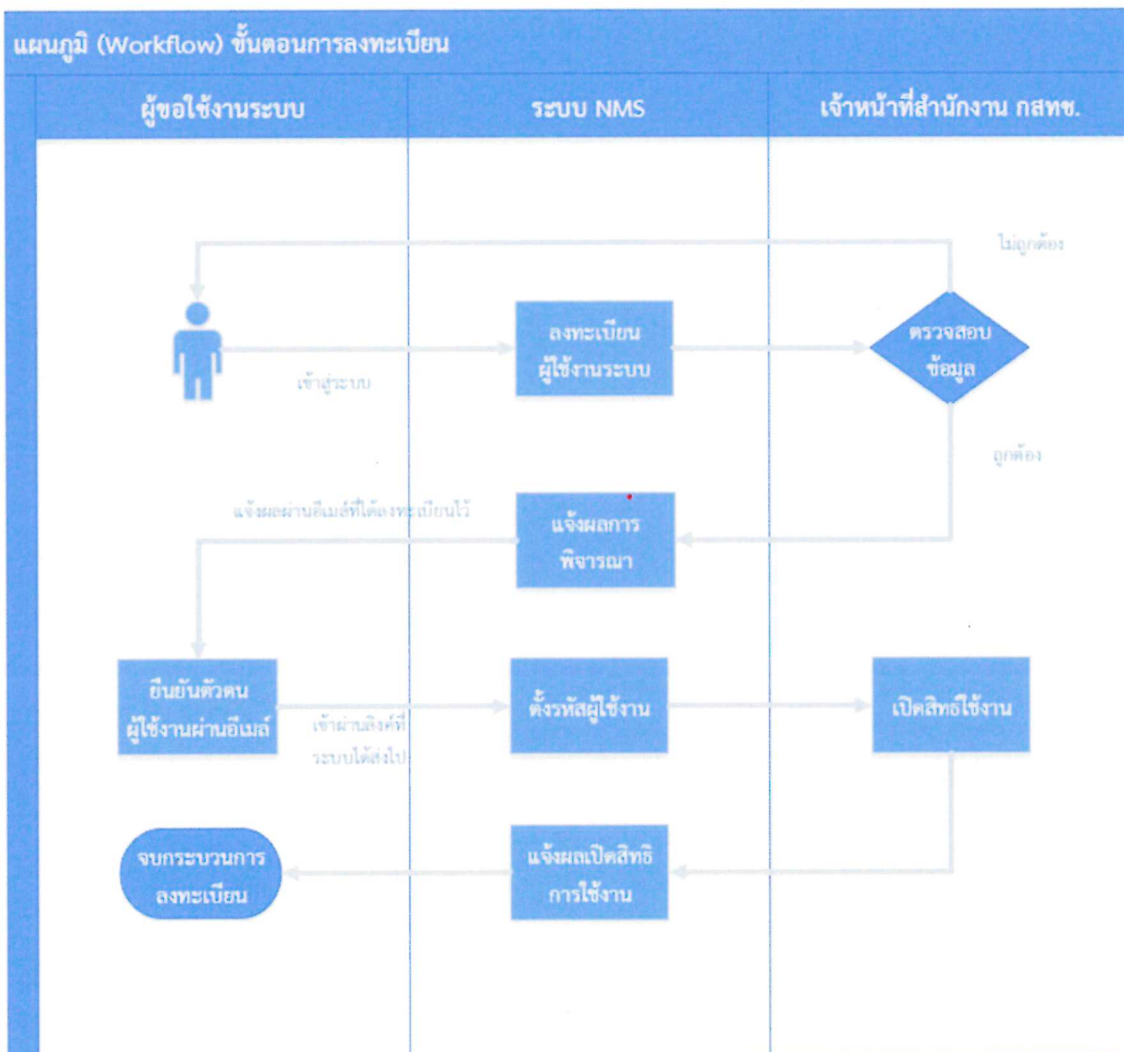 แผนภูมิ (Workflow) ขั้นตอนการลงทะเบียน
ผู้ขอใช้งานระบบ
ระบบ NMS
เจ้าหน้าที่สำนักงาน กสทช.
ไม่ถูกต้อง
ลงทะเบียน
ผู้ใช้งานระบบ
ตรวจสอบ
ข้อมูล
เข้าสู่ระบบ
ถูกต้อง
แจ้งผลผ่านอีเมล์ที่ได้ลงทะเบียนไว้
แจ้งผลการ
พิจารณา
ยืนยันตัวตน
ผู้ใช้งานผ่านอีเมล์
เข้าผ่านลิงค์ที่
ระบบได้ส่งไป
ตั้งรหัสผู้ใช้งาน
เปิดสิทธิ์ใช้งาน
จบกระบวนการ
ลงทะเบียน
แจ้งผลเปิดสิทธิ
การใช้งาน